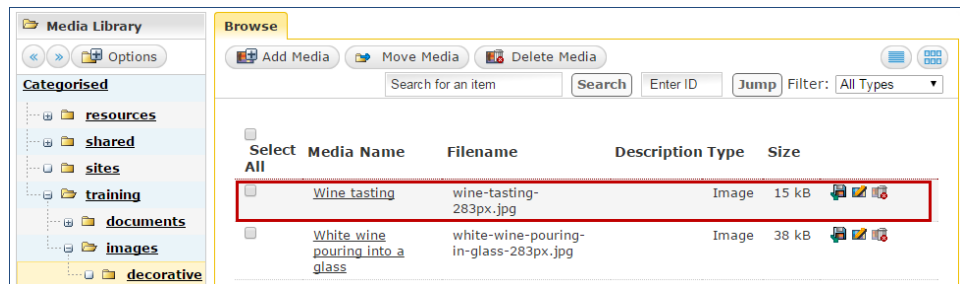 Media Library
Browse
Options
Add Media
Move Media
Delete Media
Categorised
Search for an item
Search
Enter ID
Jump
Filter:
All Types
resources
shared
sites
training
documents
images
decorative
Select All
Media Name
Filename
Description
Type
Size
Wine tasting
wine-tasting-
283px.jpg
Image
15 kB
White wine
pouring into a
glass
white-wine-pouring-
in-glass-283px.jpg
Image
38 kB